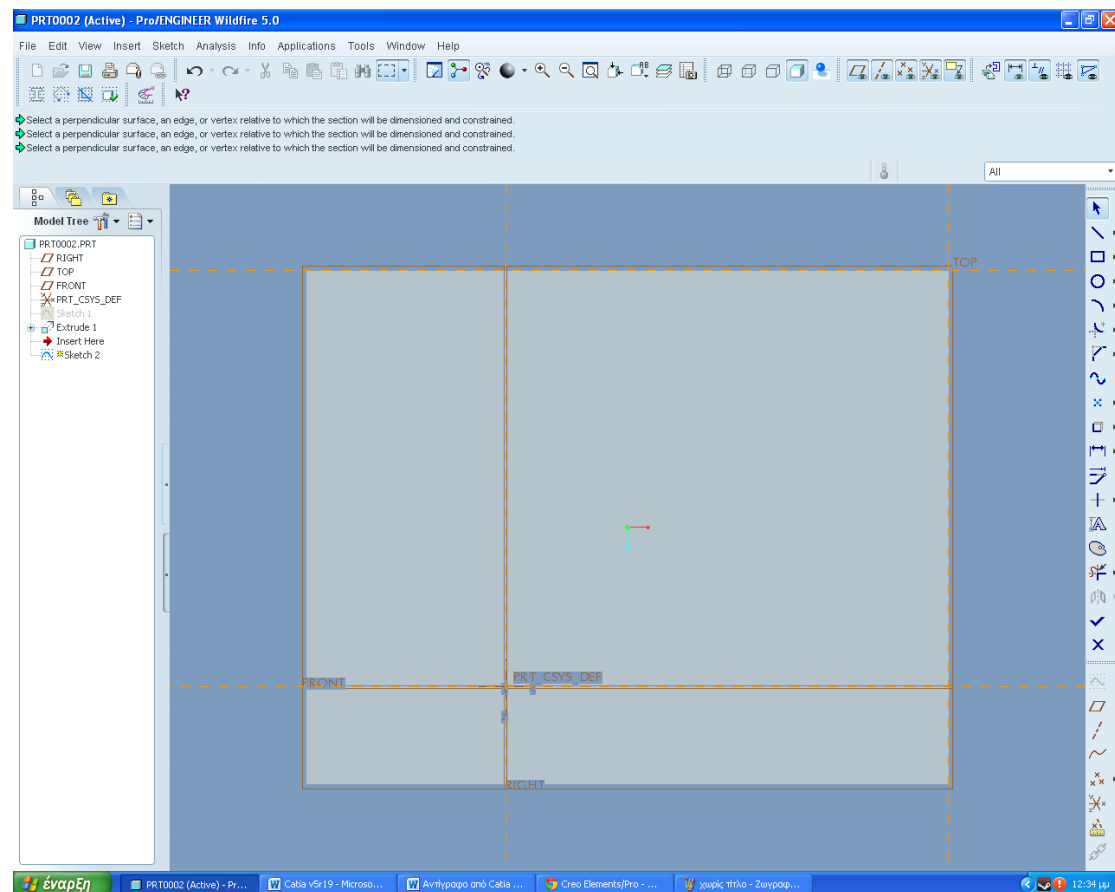 PRT0002 (Active) - Pro/ENGINEER Wildfire 5.0
File Edit View Insert Sketch Analysis Info Applications Tools Window Help
Select a perpendicular surface, an edge, or vertex relative to which the section will be dimensioned and constrained.
Select a perpendicular surface, an edge, or vertex relative to which the section will be dimensioned and constrained.
Select a perpendicular surface, an edge, or vertex relative to which the section will be dimensioned and constrained.
All
Model Tree
PRT0002.PRT
RIGHT
TOP
FRONT
PRT_CSYS_DEF
Sketch 1
Extrude 1
Insert Here
Sketch 2
TOP
FRONT
PRT_CSYS_DEF
RIGHT
έναρξη
PRT0002 (Active) - Pr...
Catia v5r19 - Microso...
Αντίγραφο από Catia ...
Creo Elements/Pro - ...
χωρίς τίτλο - Ζωγραφ...
12:34 μμ